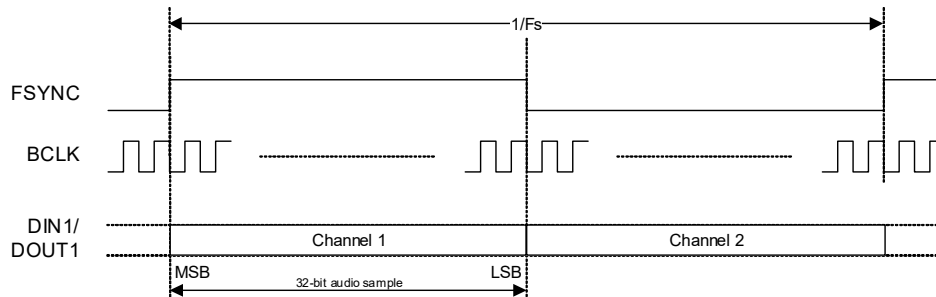 1/Fs
FSYNC
BCLK
DIN1/
DOUT1
Channel 1
Channel 2
MSB
LSB
32-bit audio sample